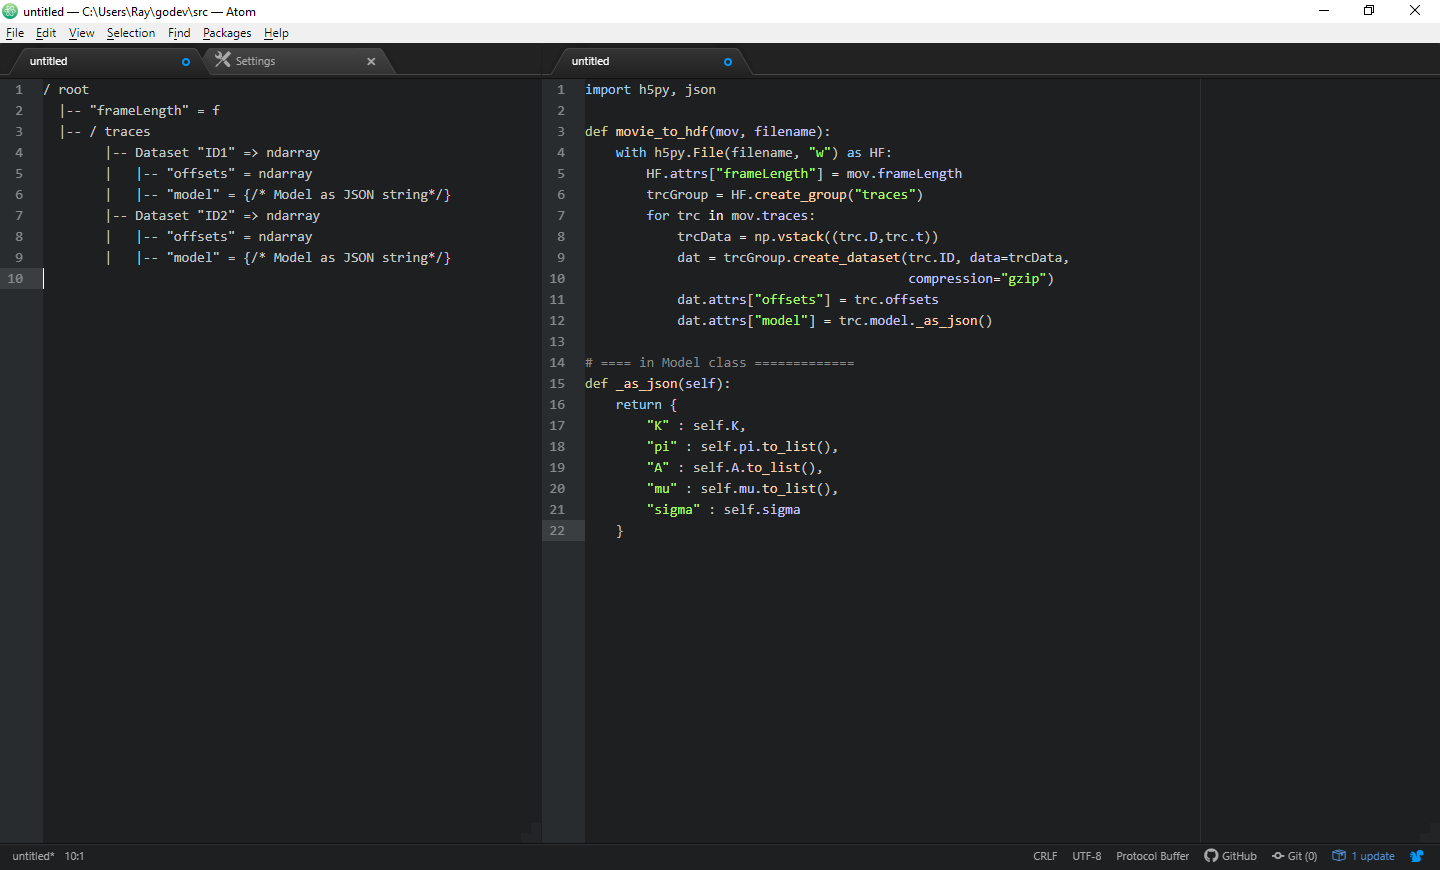 untitled — C:\Users\Ray\godev\src — Atom
File Edit View Selection Find Packages Help
untitled Settings
1 / root
2   |-- "frameLength" = f
3   |-- / traces
4         |-- Dataset "ID1" => ndarray
5         |   |-- "offsets" = ndarray
6         |   |-- "model" = {/* Model as JSON string*/}
7         |-- Dataset "ID2" => ndarray
8         |   |-- "offsets" = ndarray
9         |   |-- "model" = {/* Model as JSON string*/}
10
untitled
1 import h5py, json
2
3 def movie_to_hdf(mov, filename):
4     with h5py.File(filename, "w") as HF:
5         HF.attrs["frameLength"] = mov.frameLength
6         trcGroup = HF.create_group("traces")
7         for trc in mov.traces:
8             trcData = np.vstack((trc.D,trc.t))
9             dat = trcGroup.create_dataset(trc.ID, data=trcData,
10                                           compression="gzip")
11             dat.attrs["offsets"] = trc.offsets
12             dat.attrs["model"] = trc.model._as_json()
13
14 # ==== in Model class =============
15 def _as_json(self):
16     return {
17         "K" : self.K,
18         "pi" : self.pi.to_list(),
19         "A" : self.A.to_list(),
20         "mu" : self.mu.to_list(),
21         "sigma" : self.sigma
22     }
untitled* 10:1 CRLF UTF-8 Protocol Buffer GitHub Git (0) 1 update